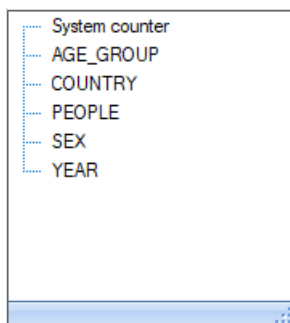 System counter
AGE_GROUP
COUNTRY
PEOPLE
SEX
YEAR